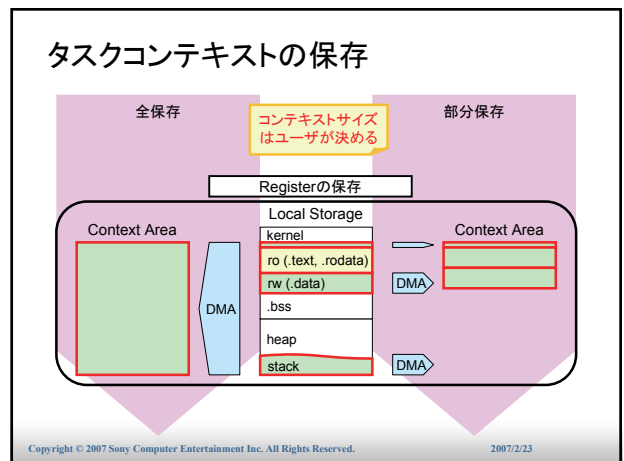 タスクコンテキストの保存
全保存
コンテキストサイズ
はユーザが決める
部分保存
Registerの保存
Local Storage
Context Area
Context Area
kernel
ro (.text, .rodata)
rw (.data)
DMA
DMA
.bss
heap
stack
DMA
Copyright © 2007 Sony Computer Entertainment Inc. All Rights Reserved.
2007/2/23